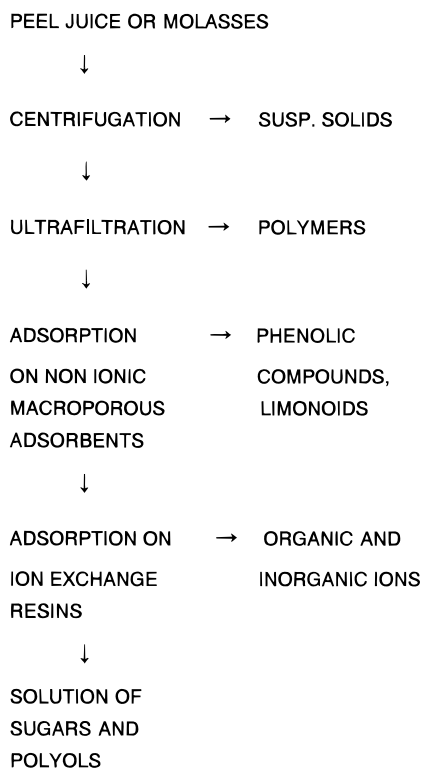 PEEL JUICE OR MOLASSES
↓
CENTRIFUGATION → SUSP. SOLIDS
↓
ULTRAFILTRATION → POLYMERS
↓
ADSORPTION → PHENOLIC
ON NON IONIC COMPOUNDS,
MACROPOROUS LIMONOIDS
ADSORBENTS
↓
ADSORPTION ON → ORGANIC AND
ION EXCHANGE INORGANIC IONS
RESINS
↓
SOLUTION OF
SUGARS AND
POLYOLS